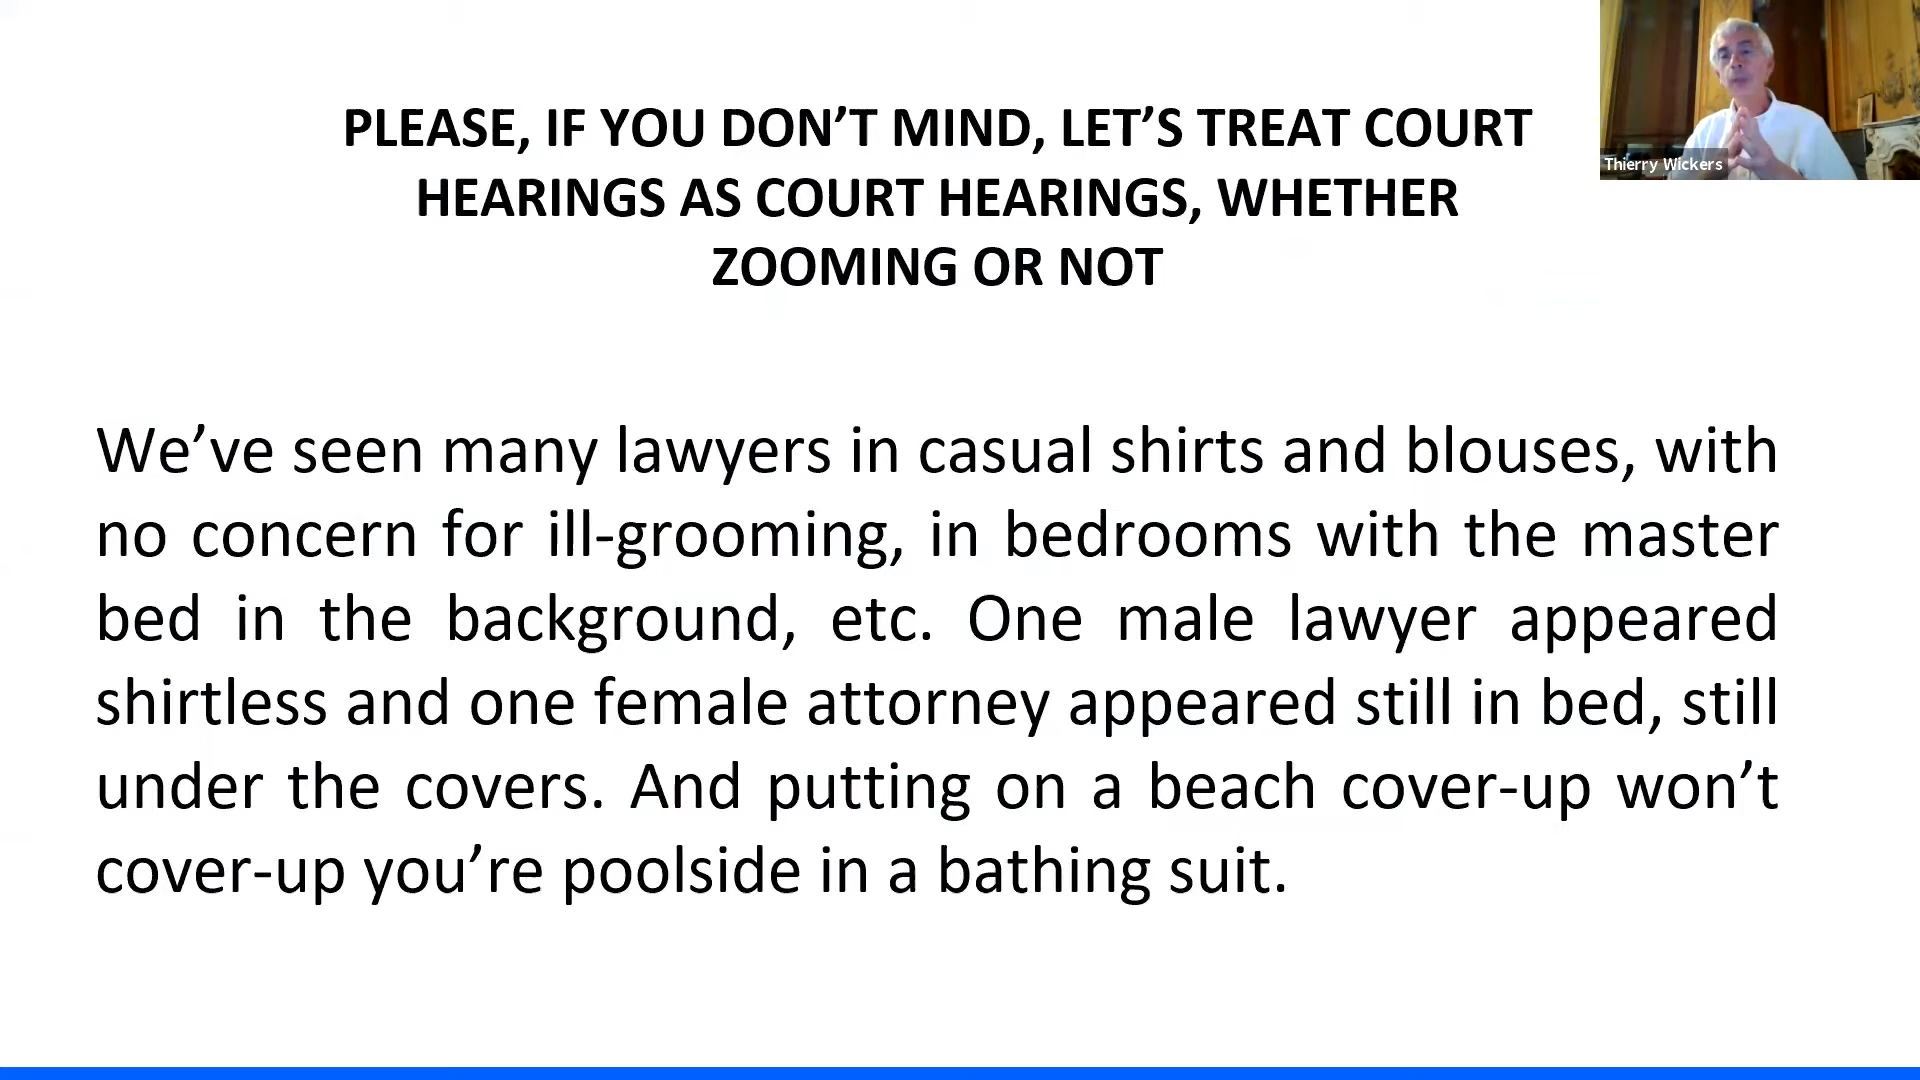 PLEASE, IF YOU DON’T MIND, LET’S TREAT COURT
HEARINGS AS COURT HEARINGS, WHETHER
ZOOMING OR NOT
Thierry Wickers
We’ve seen many lawyers in casual shirts and blouses, with
no concern for ill-grooming, in bedrooms with the master
bed in the background, etc. One male lawyer appeared
shirtless and one female attorney appeared still in bed, still
under the covers. And putting on a beach cover-up won’t
cover-up you’re poolside in a bathing suit.